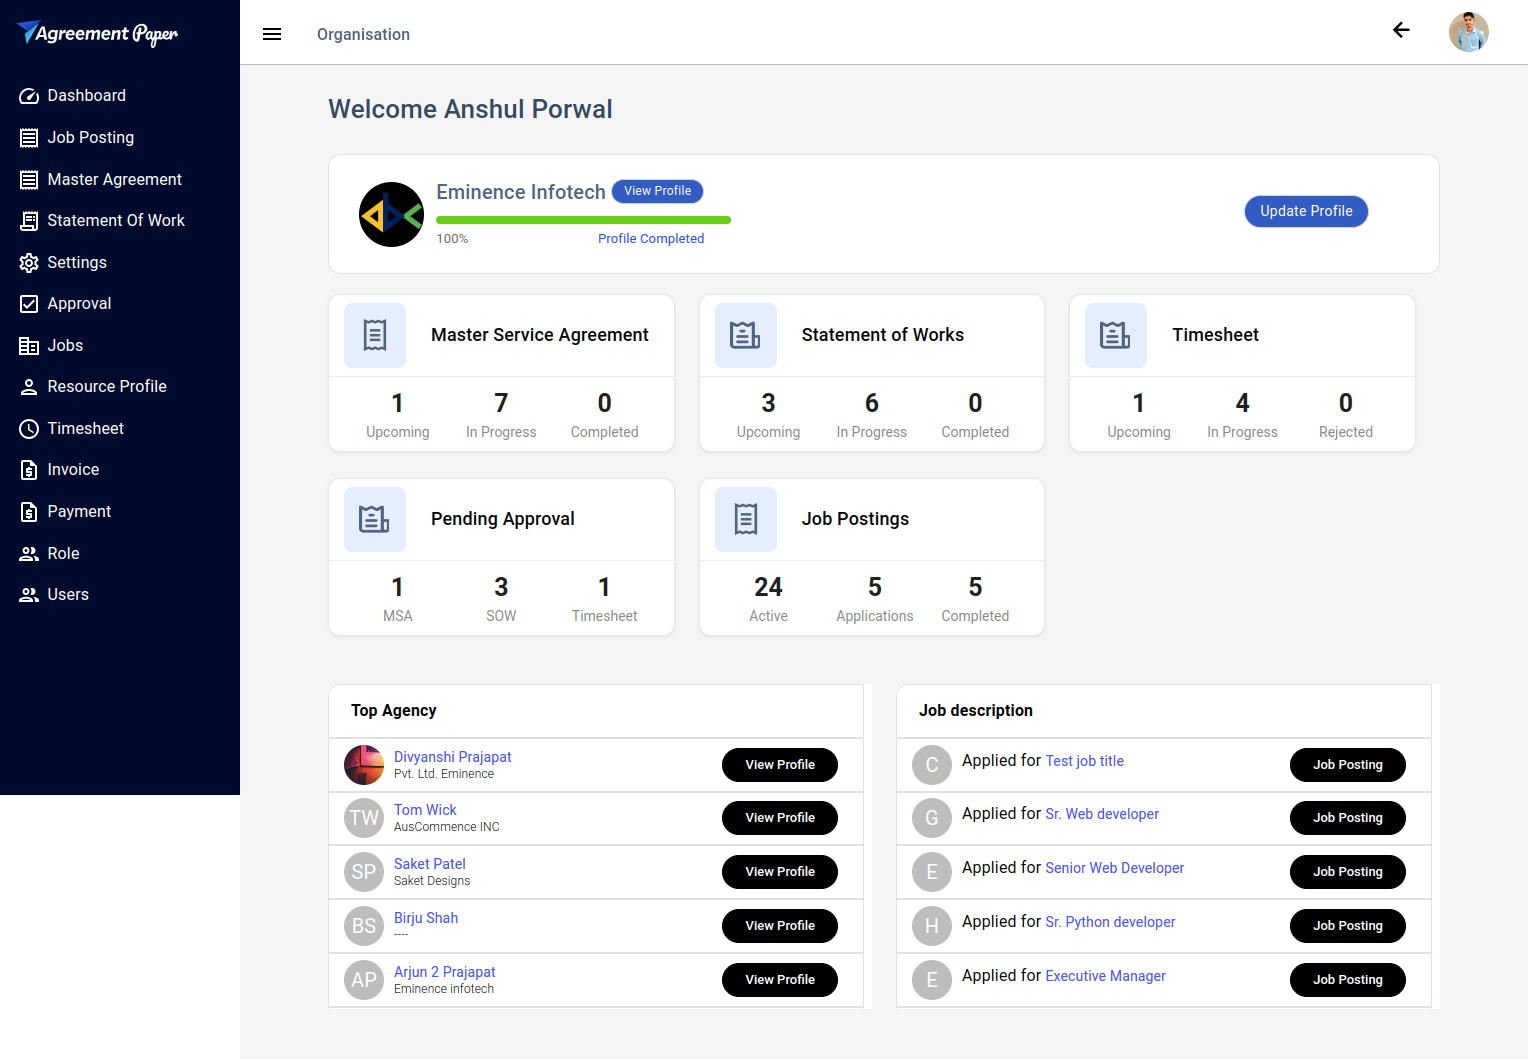 Agreement Paper
Organisation
Dashboard
Job Posting
Master Agreement
Statement Of Work
Settings
Approval
Jobs
Resource Profile
Timesheet
Invoice
Payment
Role
Users
Welcome Anshul Porwal
Eminence Infotech View Profile
100% Profile Completed
Update Profile
Master Service Agreement
1 7 0
Upcoming In Progress Completed
Statement of Works
3 6 0
Upcoming In Progress Completed
Timesheet
1 4 0
Upcoming In Progress Rejected
Pending Approval
1 3 1
MSA SOW Timesheet
Job Postings
24 5 5
Active Applications Completed
Top Agency
Divyanshi Prajapat
Pvt. Ltd. Eminence
View Profile
TW Tom Wick
AusCommence INC
View Profile
SP Saket Patel
Saket Designs
View Profile
BS Birju Shah
----
View Profile
AP Arjun 2 Prajapat
Eminence infotech
View Profile
Job description
C Applied for Test job title Job Posting
G Applied for Sr. Web developer Job Posting
E Applied for Senior Web Developer Job Posting
H Applied for Sr. Python developer Job Posting
E Applied for Executive Manager Job Posting